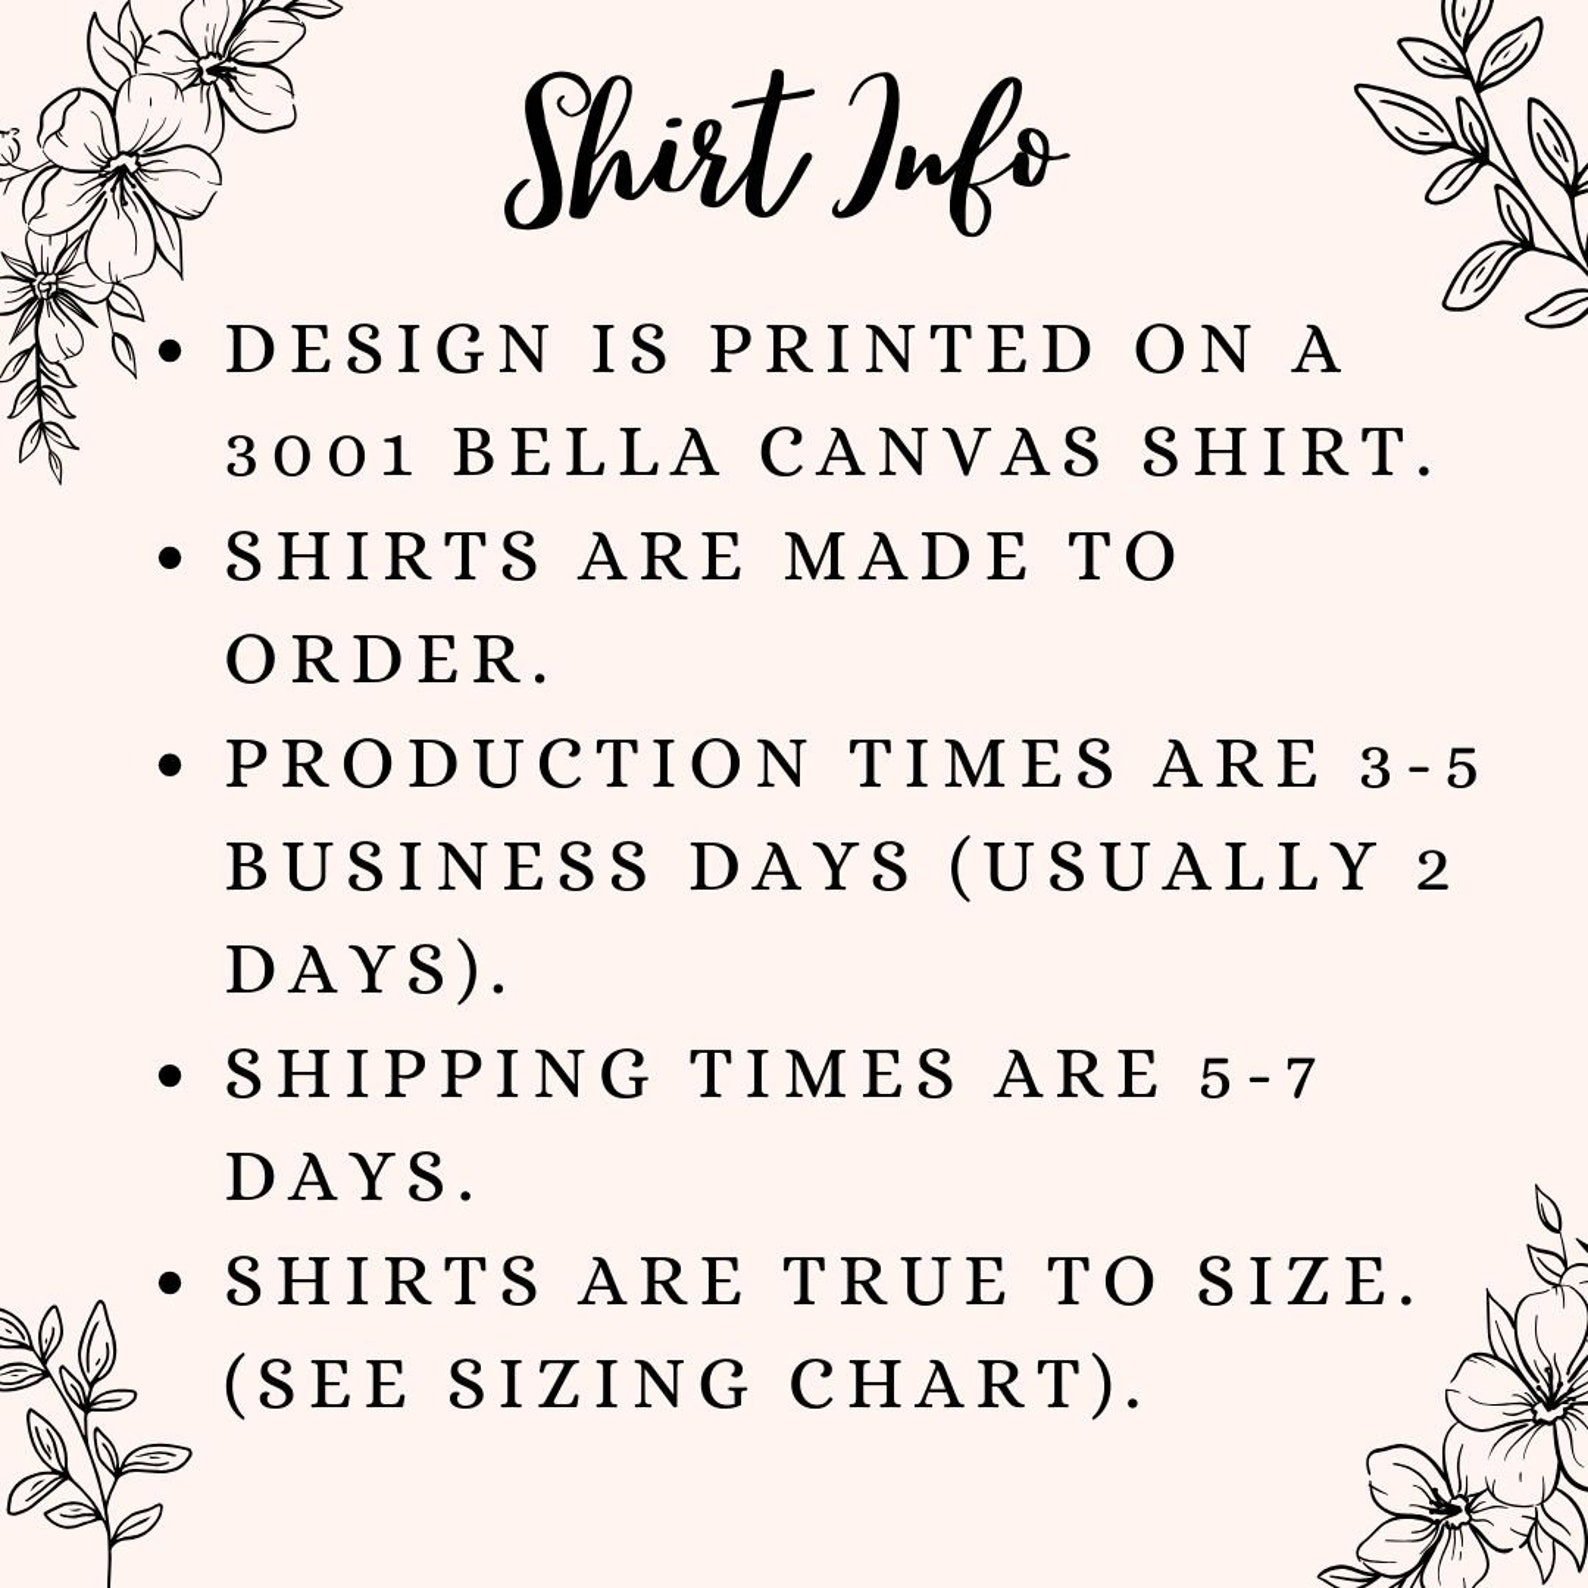 Shirt Info
• DESIGN IS PRINTED ON A
3001 BELLA CANVAS SHIRT.
• SHIRTS ARE MADE TO
ORDER.
• PRODUCTION TIMES ARE 3-5
BUSINESS DAYS (USUALLY 2
DAYS).
• SHIPPING TIMES ARE 5-7
DAYS.
• SHIRTS ARE TRUE TO SIZE.
(SEE SIZING CHART).